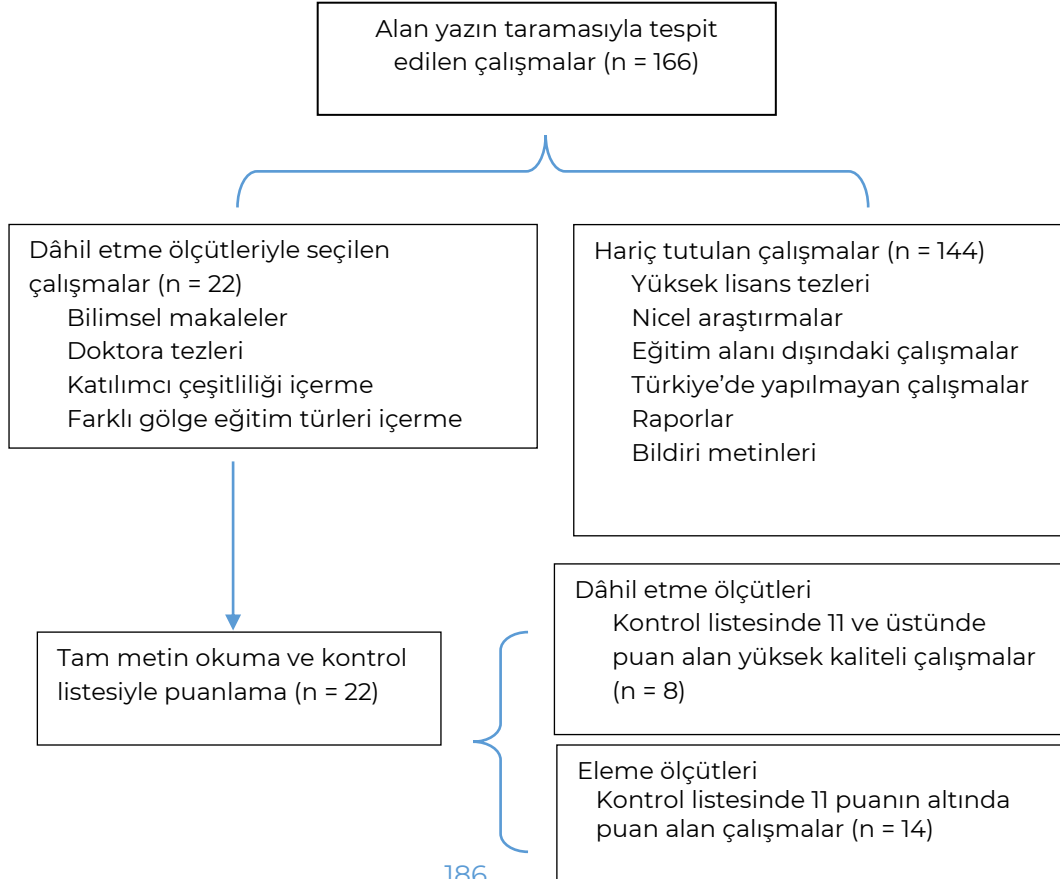 Alan yazın taramasıyla tespit
edilen çalışmalar (n = 166)
Dâhil etme ölçütleriyle seçilen
çalışmalar (n = 22)
Bilimsel makaleler
Doktora tezleri
Katılımcı çeşitliliği içerme
Farklı gölge eğitim türleri içerme
Hariç tutulan çalışmalar (n = 144)
Yüksek lisans tezleri
Nicel araştırmalar
Eğitim alanı dışındaki çalışmalar
Türkiye’de yapılmayan çalışmalar
Raporlar
Bildiri metinleri
Tam metin okuma ve kontrol
listesiyle puanlama (n = 22)
Dâhil etme ölçütleri
Kontrol listesinde 11 ve üstünde
puan alan yüksek kaliteli çalışmalar
(n = 8)
Eleme ölçütleri
Kontrol listesinde 11 puanın altında
puan alan çalışmalar (n = 14)
186